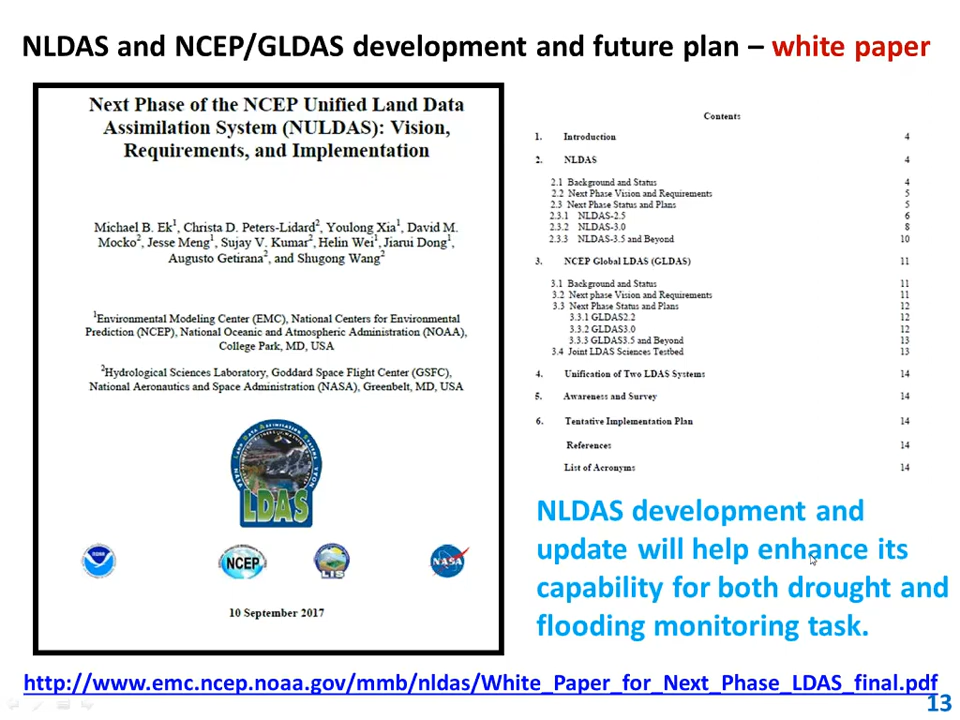 NLDAS and NCEP/GLDAS development and future plan – white paper
Next Phase of the NCEP Unified Land Data
Assimilation System (NULDAS): Vision,
Requirements, and Implementation
Michael B. Ek¹, Christa D. Peters-Lidard², Youlong Xia¹, David M.
Mocko², Jesse Meng¹, Sujay V. Kumar², Helin Wei¹, Jiarui Dong¹,
Augusto Getirana², and Shugong Wang²
¹Environmental Modeling Center (EMC), National Centers for Environmental
Prediction (NCEP), National Oceanic and Atmospheric Administration (NOAA),
College Park, MD, USA
²Hydrological Sciences Laboratory, Goddard Space Flight Center (GSFC),
National Aeronautics and Space Administration (NASA), Greenbelt, MD, USA
LDAS
NCEP
LIS
NASA
10 September 2017
Contents
1. Introduction 4
2. NLDAS 4
2.1 Background and Status 4
2.2 Next Phase Vision and Requirements 5
2.3 Next Phase Status and Plans 5
2.3.1 NLDAS-2.5 6
2.3.2 NLDAS-3.0 8
2.3.3 NLDAS-3.5 and Beyond 10
3. NCEP Global LDAS (GLDAS) 11
3.1 Background and Status 11
3.2 Next phase Vision and Requirements 11
3.3 Next Phase Status and Plans 12
3.3.1 GLDAS2.2 12
3.3.2 GLDAS3.0 12
3.3.3 GLDAS3.5 and Beyond 13
3.4 Joint LDAS Sciences Testbed 13
4. Unification of Two LDAS Systems 14
5. Awareness and Survey 14
6. Tentative Implementation Plan 14
References 14
List of Acronyms 14
NLDAS development and
update will help enhance its
capability for both drought and
flooding monitoring task.
http://www.emc.ncep.noaa.gov/mmb/nldas/White_Paper_for_Next_Phase_LDAS_final.pdf
13